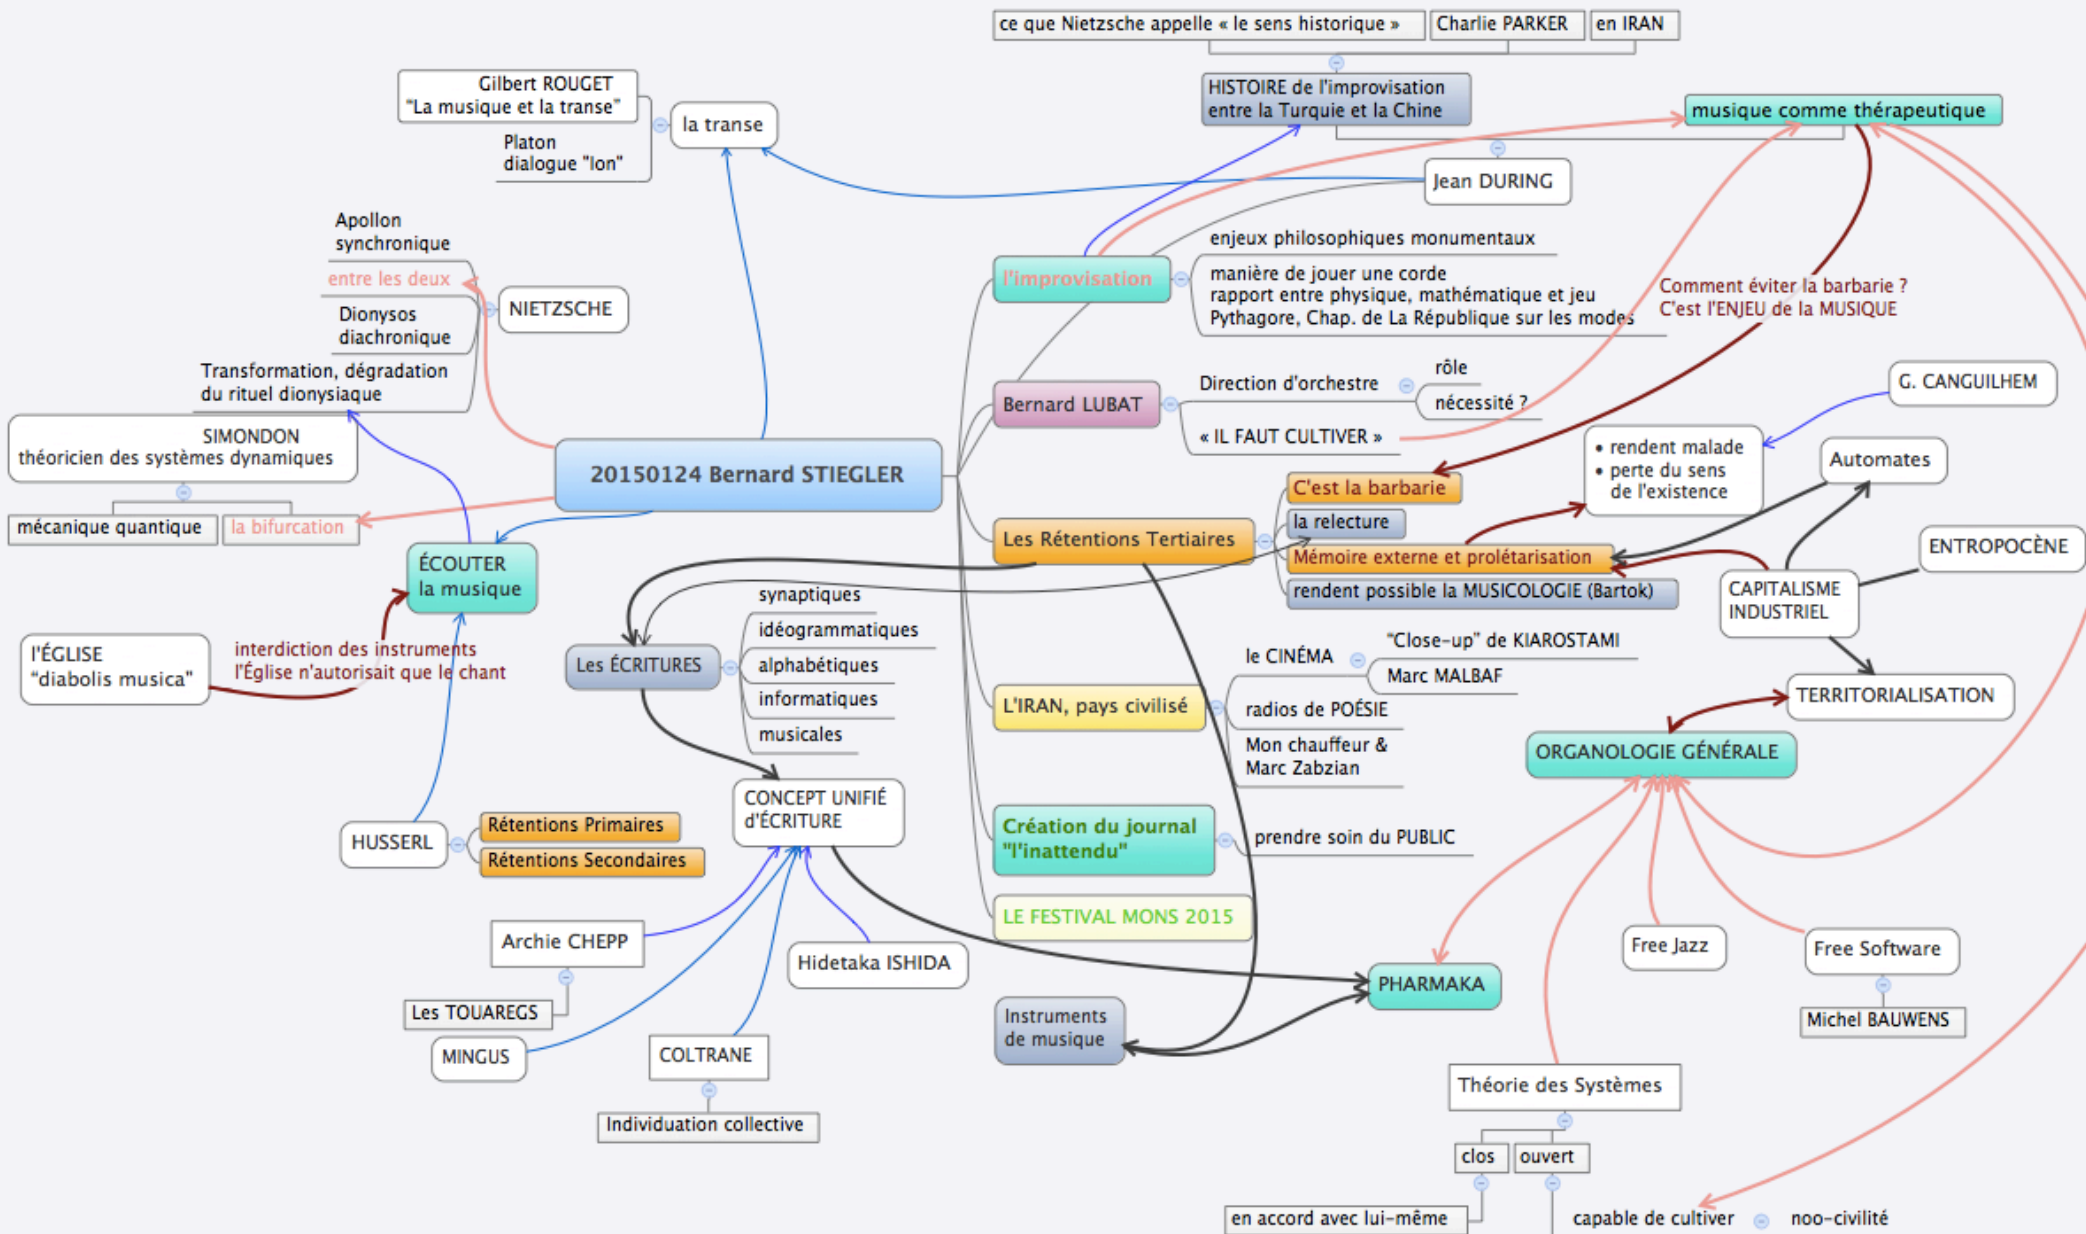 ce que Nietzsche appelle « le sens historique »
Charlie PARKER
en IRAN
HISTOIRE de l'improvisation
entre la Turquie et la Chine
musique comme thérapeutique
Jean DURING
Gilbert ROUGET
“La musique et la transe”
Platon
dialogue "Ion"
la transe
Apollon
synchronique
entre les deux
Dionysos
diachronique
Transformation, dégradation
du rituel dionysiaque
NIETZSCHE
SIMONDON
théoricien des systèmes dynamiques
mécanique quantique
la bifurcation
20150124 Bernard STIEGLER
ÉCOUTER
la musique
l'ÉGLISE
“diabolis musica”
interdiction des instruments
l'Église n'autorisait que le chant
HUSSERL
Rétentions Primaires
Rétentions Secondaires
Les ÉCRITURES
synaptiques
idéogrammatiques
alphabétiques
informatiques
musicales
CONCEPT UNIFIÉ
d'ÉCRITURE
Archie CHEPP
Les TOUAREGS
MINGUS
COLTRANE
Individuation collective
Hidetaka ISHIDA
l'improvisation
enjeux philosophiques monumentaux
manière de jouer une corde
rapport entre physique, mathématique et jeu
Pythagore, Chap. de La République sur les modes
Bernard LUBAT
Direction d'orchestre
rôle
nécessité ?
« IL FAUT CULTIVER »
Les Rétentions Tertiaires
C'est la barbarie
la relecture
Mémoire externe et prolétarisation
rendent possible la MUSICOLOGIE (Bartok)
L'IRAN, pays civilisé
le CINÉMA
“Close-up” de KIAROSTAMI
Marc MALBAF
radios de POÉSIE
Mon chauffeur &
Marc Zabzian
Création du journal
"l'inattendu"
prendre soin du PUBLIC
LE FESTIVAL MONS 2015
Instruments
de musique
Comment éviter la barbarie ?
C'est l'ENJEU de la MUSIQUE
G. CANGUILHEM
• rendent malade
• perte du sens
de l'existence
Automates
ENTROPOCÈNE
CAPITALISME
INDUSTRIEL
TERRITORIALISATION
ORGANOLOGIE GÉNÉRALE
PHARMAKA
Free Jazz
Free Software
Michel BAUWENS
Théorie des Systèmes
clos
ouvert
en accord avec lui-même
capable de cultiver
noo-civilité